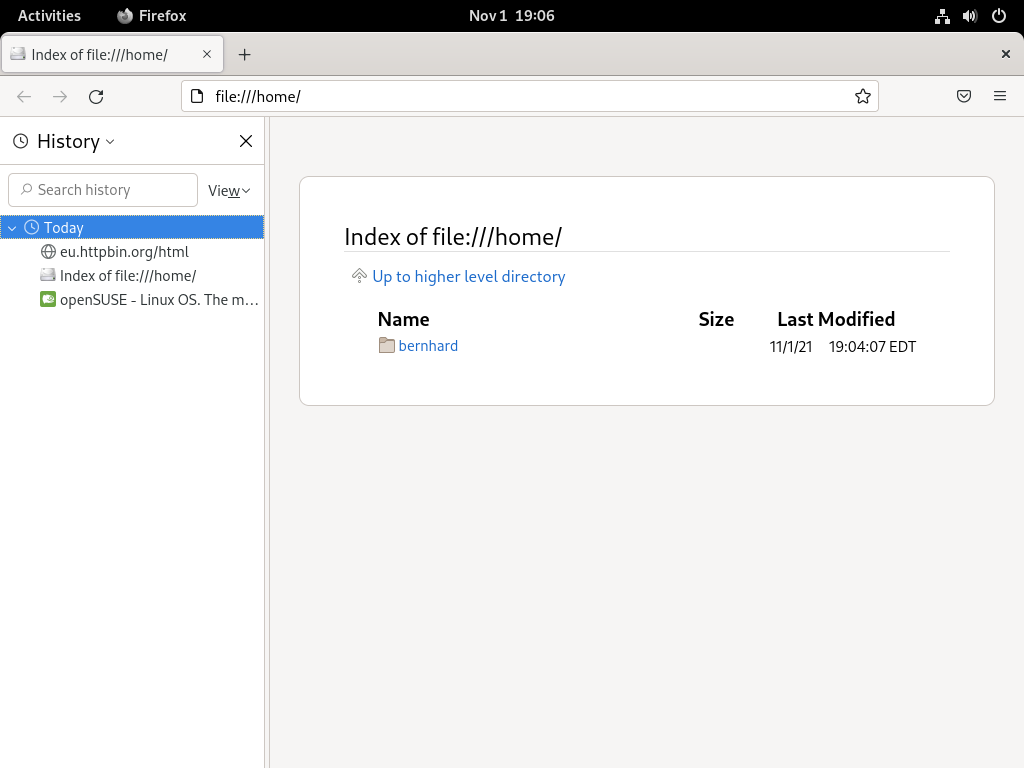 Activities Firefox Nov 1 19:06
Index of file:///home/
file:///home/
History
Search history View
Today
eu.httpbin.org/html
Index of file:///home/
openSUSE - Linux OS. The m…
Index of file:///home/
Up to higher level directory
Name Size Last Modified
bernhard 11/1/21 19:04:07 EDT